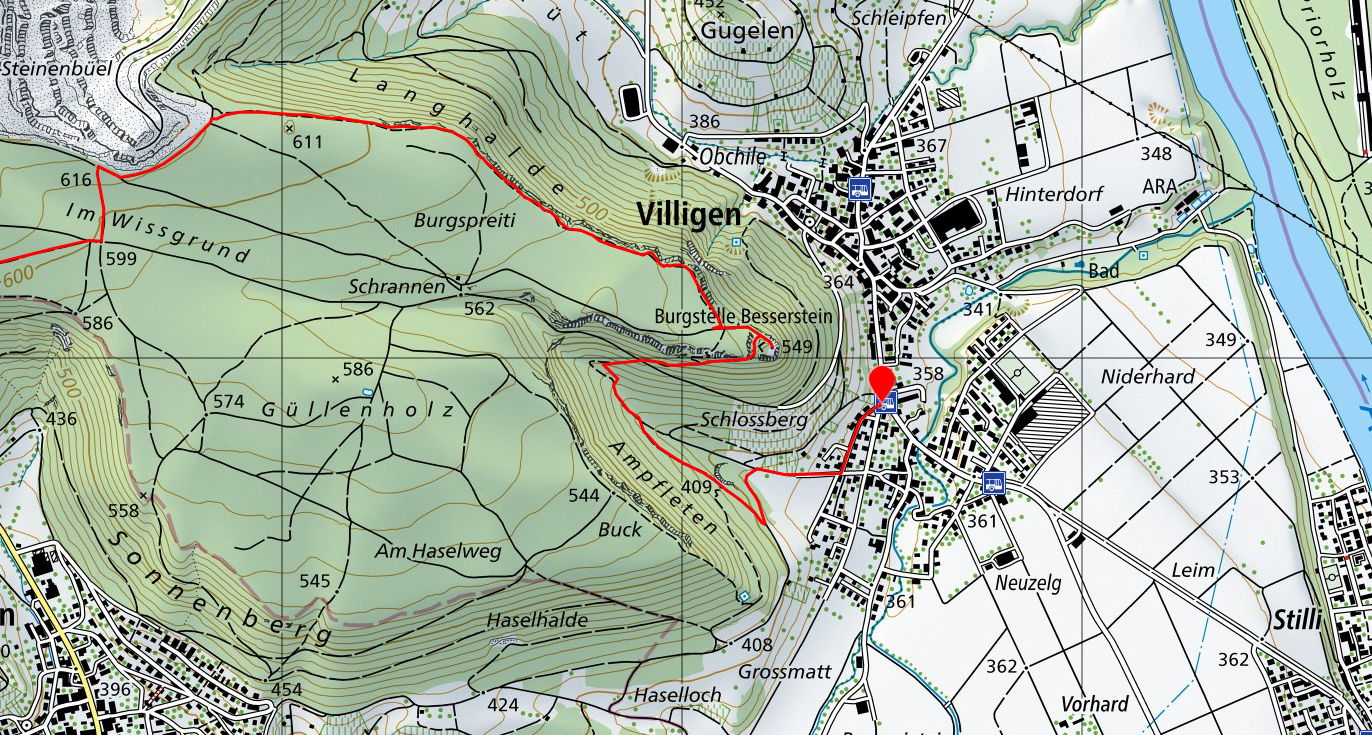 452
Gugelen
Schleipfen
Steinenbüel
ü
t
i
Langhalde
386
Obchile
367
348
ARA
Hinterdorf
611
616
Im Wissgrund
Burgspreiti
500
Villigen
599
600
Schrannen
562
364
Bad
341
Burgstelle Besserstein
549
586
349
586
358
Niderhard
574
Güllenholz
500
436
Schlossberg
Ampfleten
409
544
353
558
Buck
361
Am Haselweg
Sonnenberg
545
Neuzelg
Leim
361
Haselhalde
Stilli
n
0
408
Grossmatt
362
362
396
454
424
Haselloch
Vorhard